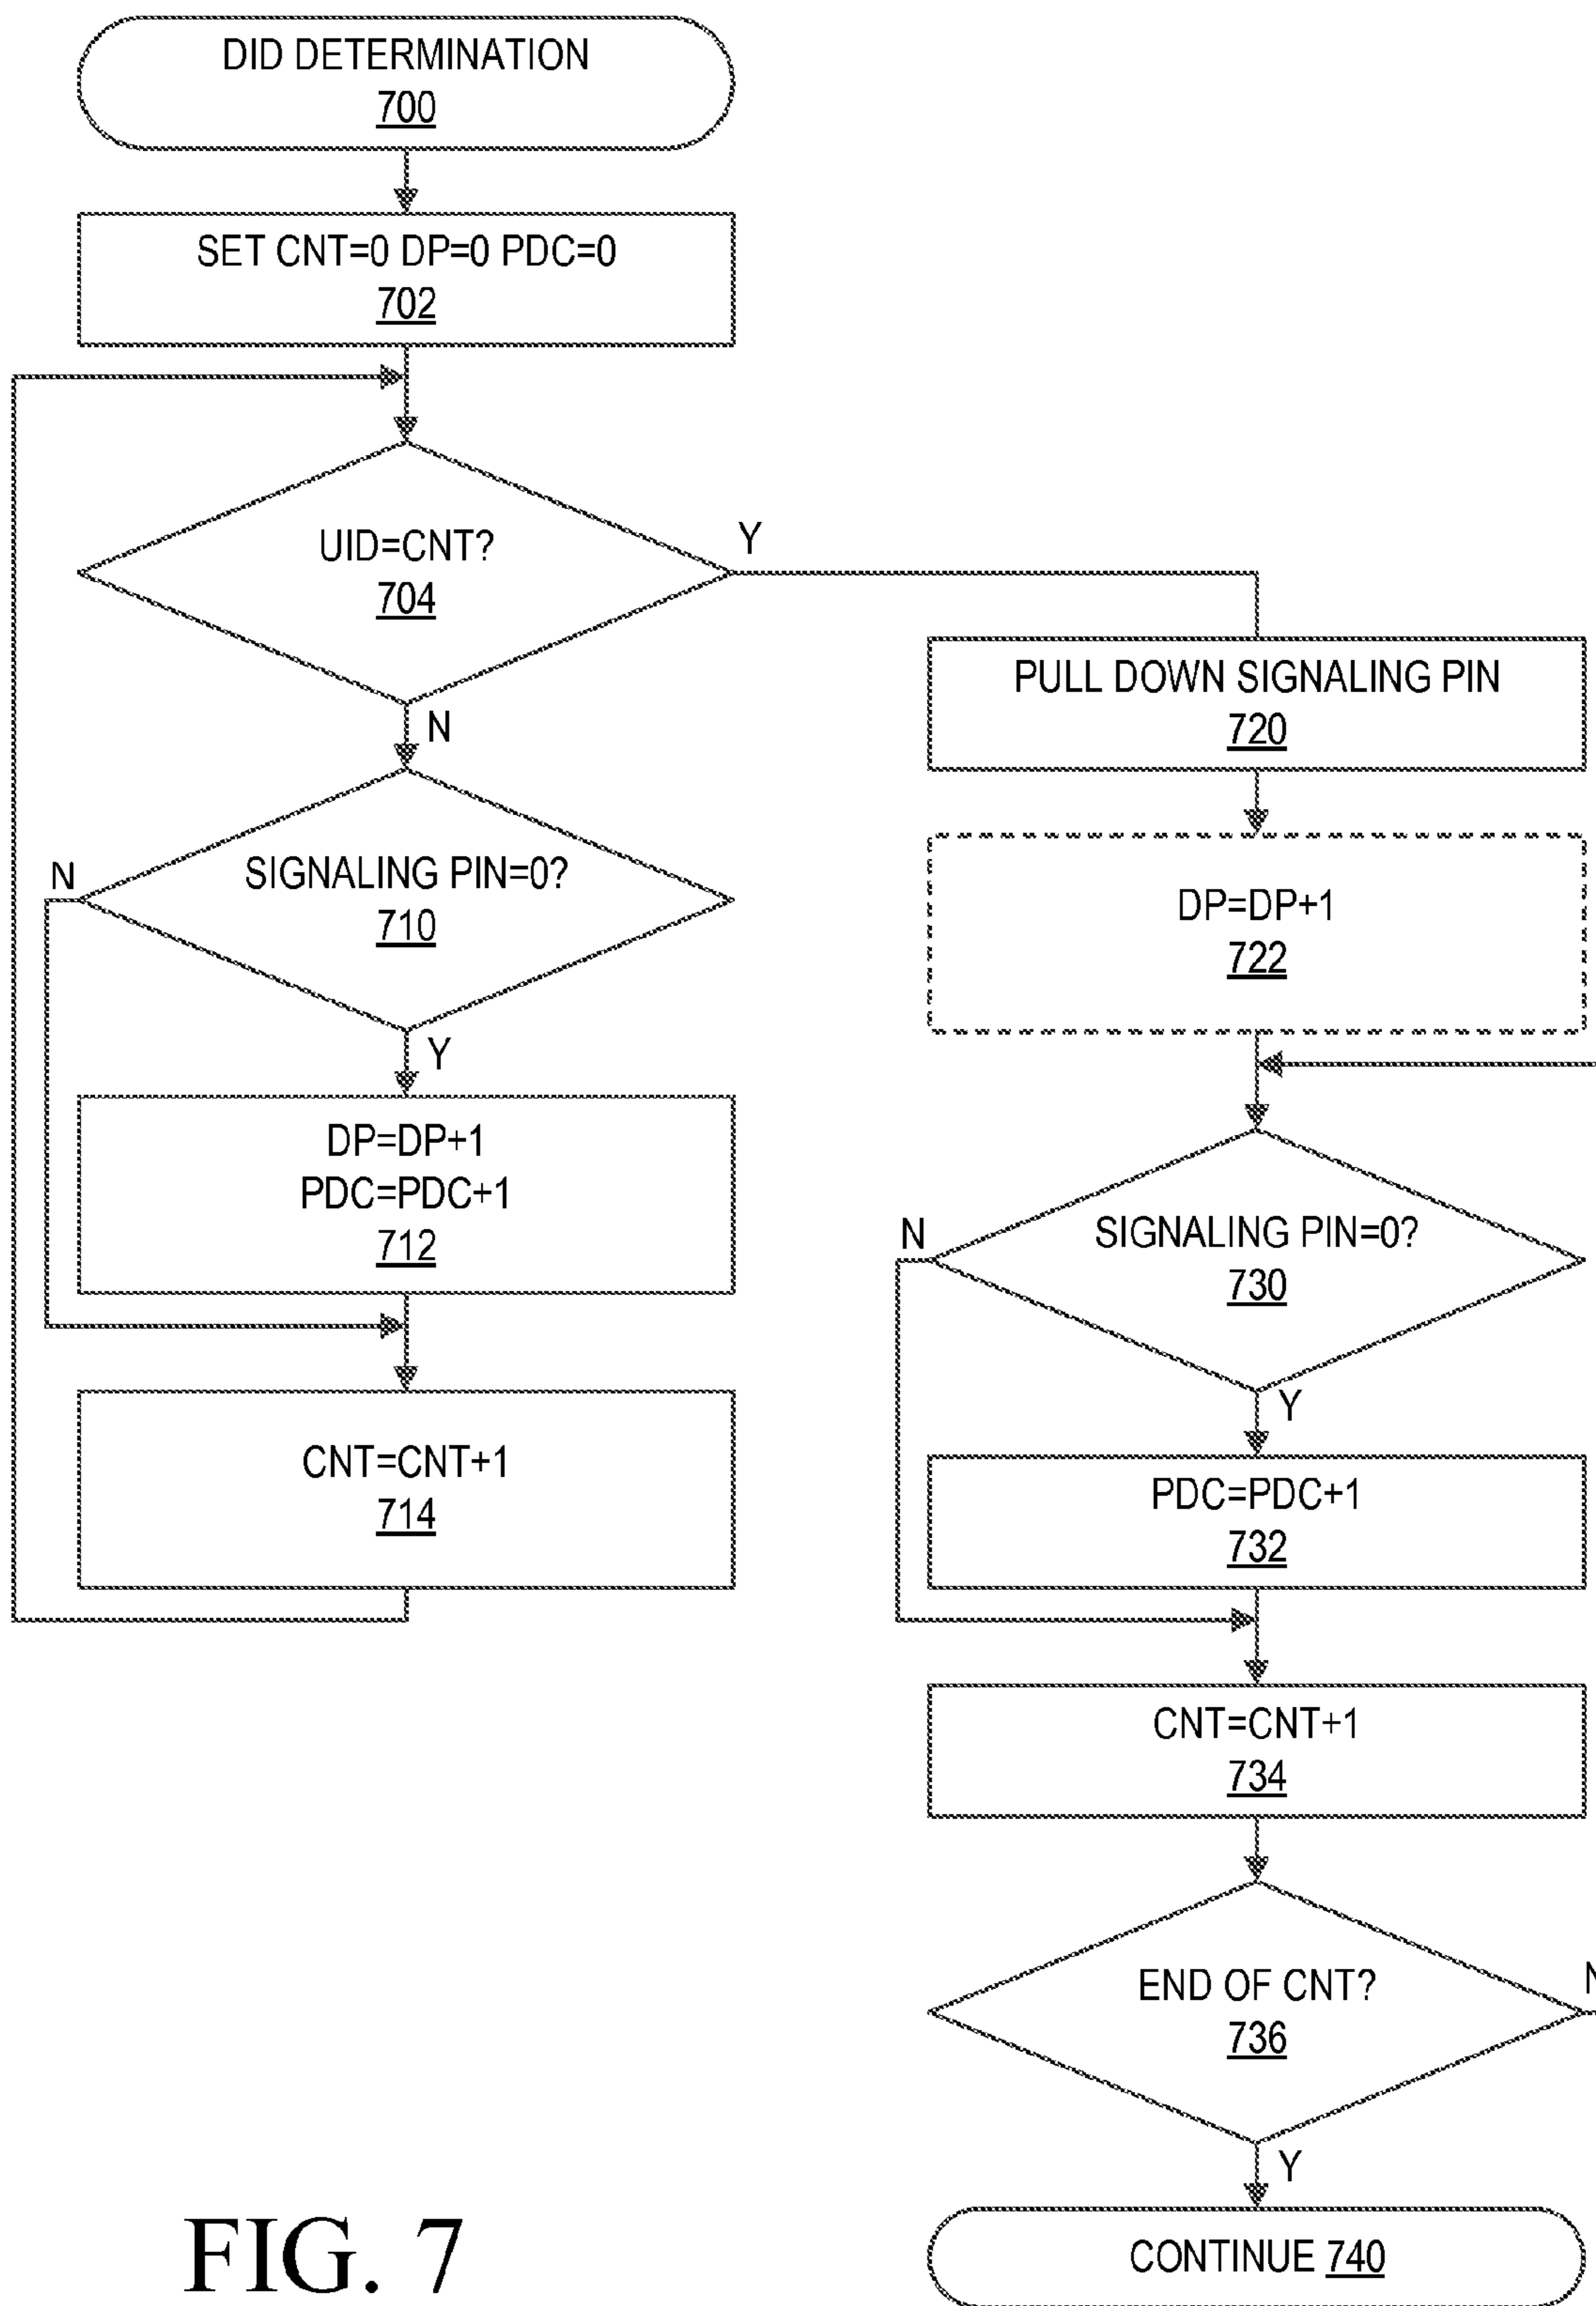 DID DETERMINATION
700
SET CNT=0 DP=0 PDC=0
702
UID=CNT?
704
Y
N
SIGNALING PIN=0?
710
N
Y
DP=DP+1
PDC=PDC+1
712
CNT=CNT+1
714
PULL DOWN SIGNALING PIN
720
DP=DP+1
722
SIGNALING PIN=0?
730
N
Y
PDC=PDC+1
732
CNT=CNT+1
734
END OF CNT?
736
N
Y
CONTINUE 740
FIG. 7